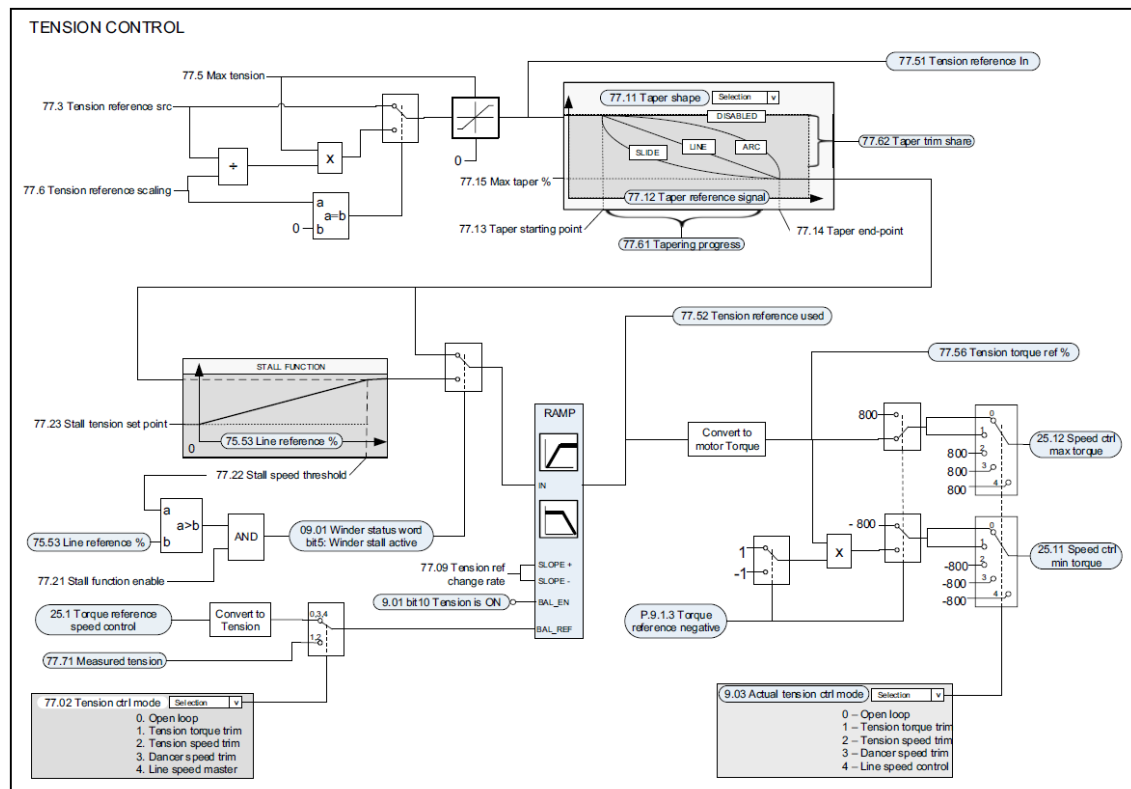 TENSION CONTROL
77.5 Max tension
77.51 Tension reference In
77.3 Tension reference src
77.11 Taper shape
Selection
v
DISABLED
÷
X
0
SLIDE
LINE
ARC
77.62 Taper trim share
77.6 Tension reference scaling
77.15 Max taper %
77.12 Taper reference signal
a
a=b
0
b
77.13 Taper starting point
77.14 Taper end-point
77.61 Tapering progress
77.52 Tension reference used
STALL FUNCTION
77.56 Tension torque ref %
77.23 Stall tension set point
75.53 Line reference %
0
77.22 Stall speed threshold
RAMP
IN
Convert to
motor Torque
800
0
1
2
800
3
800
4
800
25.12 Speed ctrl
max torque
a
a>b
b
75.53 Line reference %
AND
09.01 Winder status word
bit5: Winder stall active
77.21 Stall function enable
77.09 Tension ref
change rate
SLOPE +
SLOPE -
9.01 bit10 Tension is ON
BAL_EN
BAL_REF
- 800
1
-1
X
0
1
2
-800
3
-800
4
-800
25.11 Speed ctrl
min torque
P.9.1.3 Torque
reference negative
25.1 Torque reference
speed control
Convert to
Tension
0,3,4
1,2
77.71 Measured tension
77.02 Tension ctrl mode
Selection
v
0. Open loop
1. Tension torque trim
2. Tension speed trim
3. Dancer speed trim
4. Line speed master
9.03 Actual tension ctrl mode
Selection
v
0 – Open loop
1 – Tension torque trim
2 – Tension speed trim
3 – Dancer speed trim
4 – Line speed control